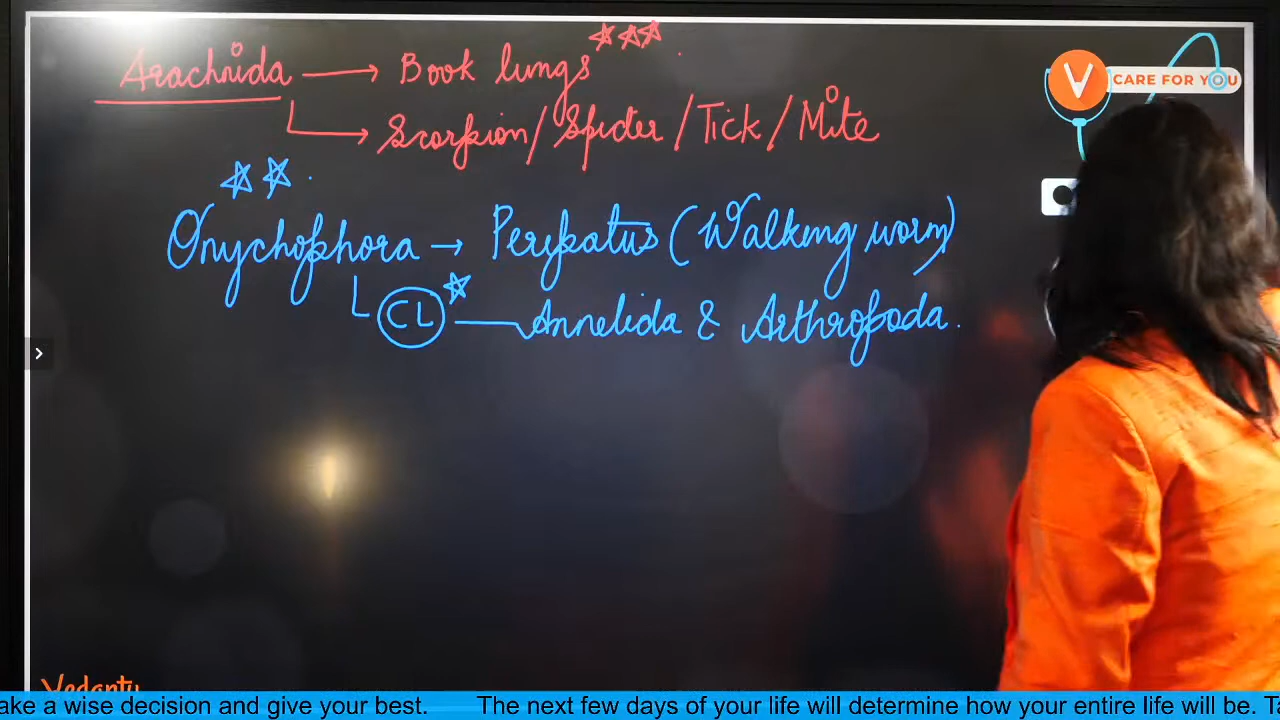 Arachnida → Book lungs
CARE FOR YOU
Scorpion/Spider/Tick/Mite
Onychophora → Peripatus (Walking worm)
CL — Annelida & Arthropoda.
Vedantu
ake a wise decision and give your best. The next few days of your life will determine how your entire life will be. Ta